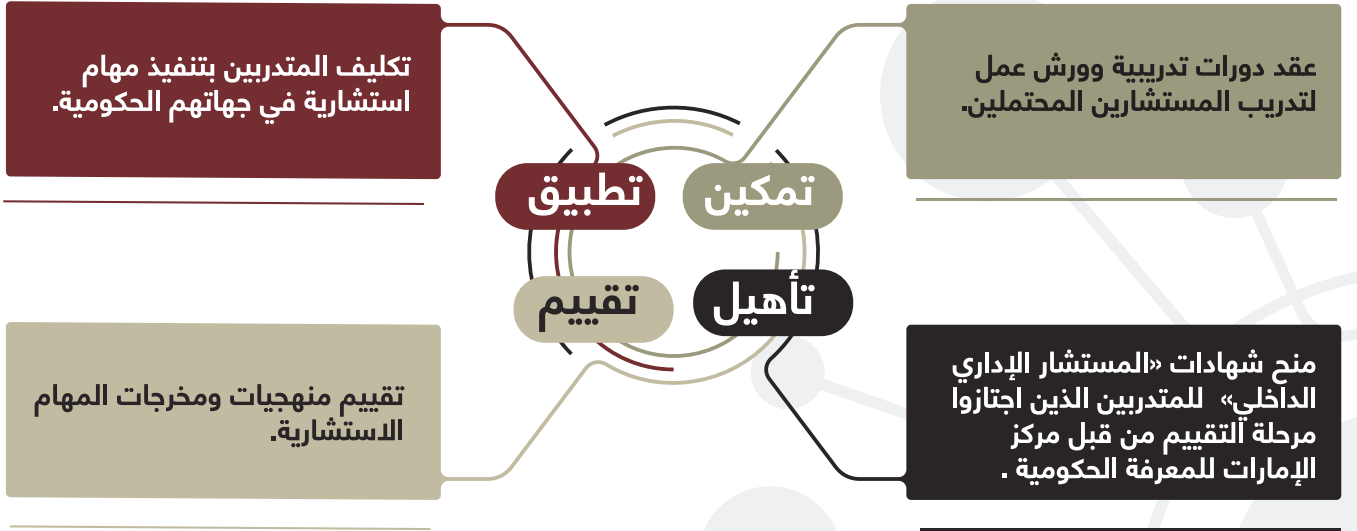 عقد دورات تدريبية وورش عمل
لتدريب المستشارين المحتملين.
تمكين
تكليف المتدربين بتنفيذ مهام
استشارية في جهاتهم الحكومية.
تطبيق
تقييم
تقييم منهجيات ومخرجات المهام
الاستشارية.
تأهيل
منح شهادات «المستشار الإداري
الداخلي» للمتدربين الذين اجتازوا
مرحلة التقييم من قبل مركز
الإمارات للمعرفة الحكومية .